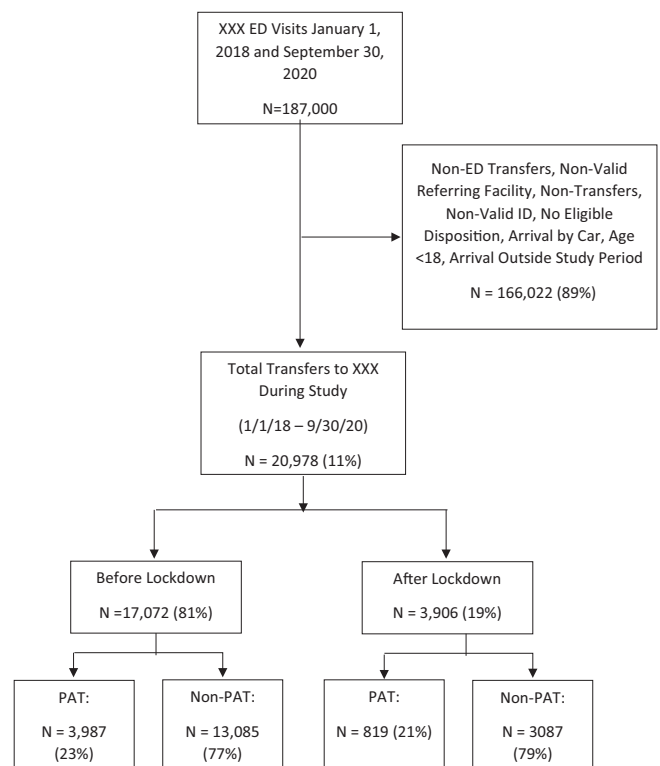 XXX ED Visits January 1,
2018 and September 30,
2020
N=187,000
Non-ED Transfers, Non-Valid
Referring Facility, Non-Transfers,
Non-Valid ID, No Eligible
Disposition, Arrival by Car, Age
<18, Arrival Outside Study Period
N = 166,022 (89%)
Total Transfers to XXX
During Study
(1/1/18 – 9/30/20)
N = 20,978 (11%)
Before Lockdown
N =17,072 (81%)
After Lockdown
N = 3,906 (19%)
PAT:
N = 3,987
(23%)
Non-PAT:
N = 13,085
(77%)
PAT:
N = 819 (21%)
Non-PAT:
N = 3087
(79%)